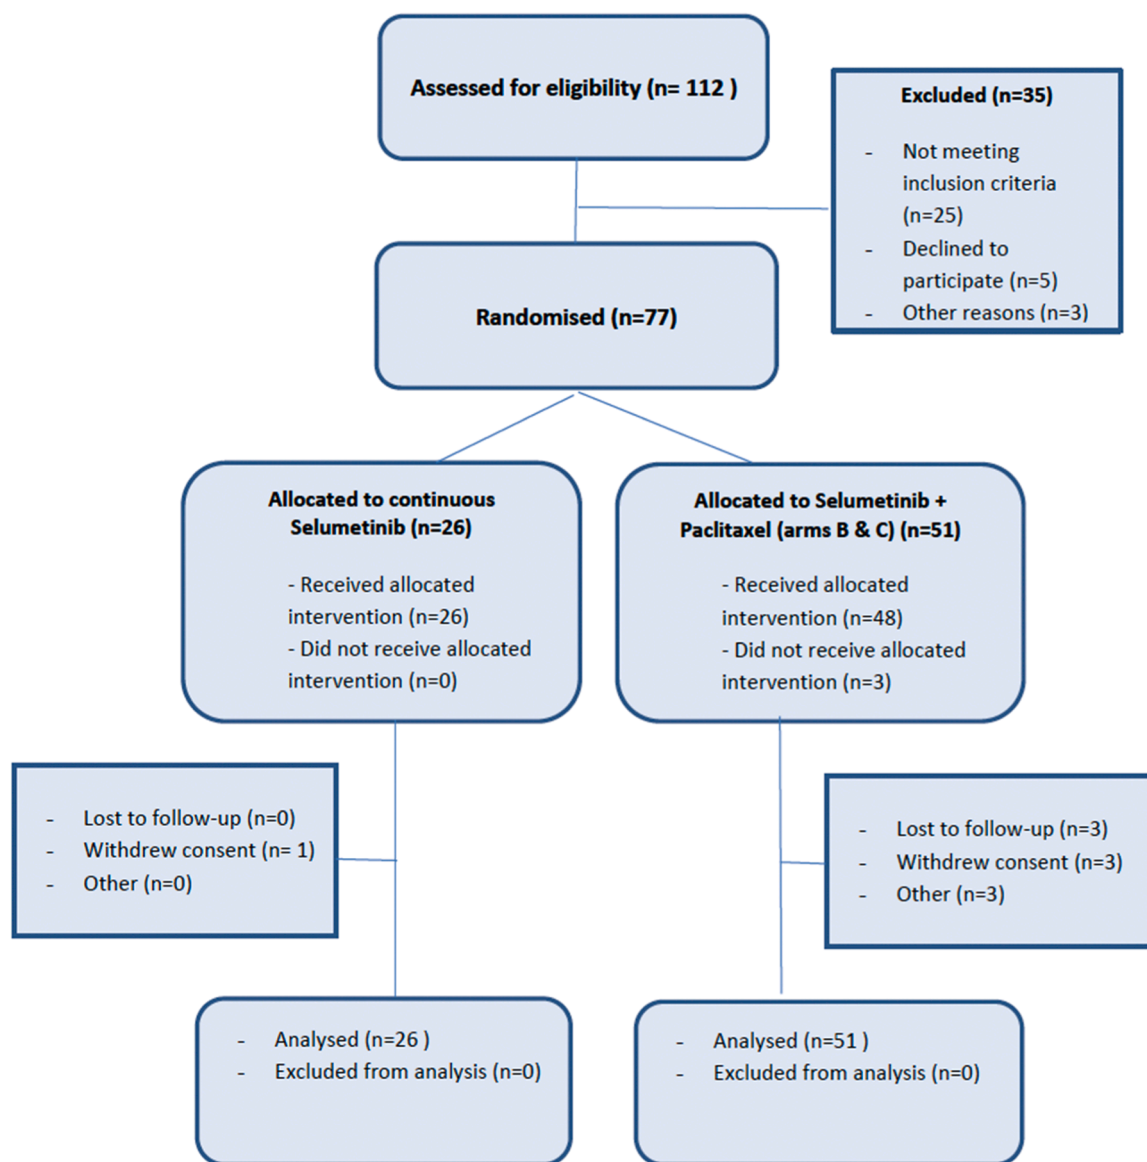 Assessed for eligibility (n= 112 )
Excluded (n=35)
- Not meeting
inclusion criteria
(n=25)
- Declined to
participate (n=5)
- Other reasons (n=3)
Randomised (n=77)
Allocated to continuous
Selumetinib (n=26)
- Received allocated
intervention (n=26)
- Did not receive allocated
intervention (n=0)
Allocated to Selumetinib +
Paclitaxel (arms B & C) (n=51)
- Received allocated
intervention (n=48)
- Did not receive allocated
intervention (n=3)
- Lost to follow-up (n=0)
- Withdrew consent (n= 1)
- Other (n=0)
- Lost to follow-up (n=3)
- Withdrew consent (n=3)
- Other (n=3)
- Analysed (n=26 )
- Excluded from analysis (n=0)
- Analysed (n=51 )
- Excluded from analysis (n=0)